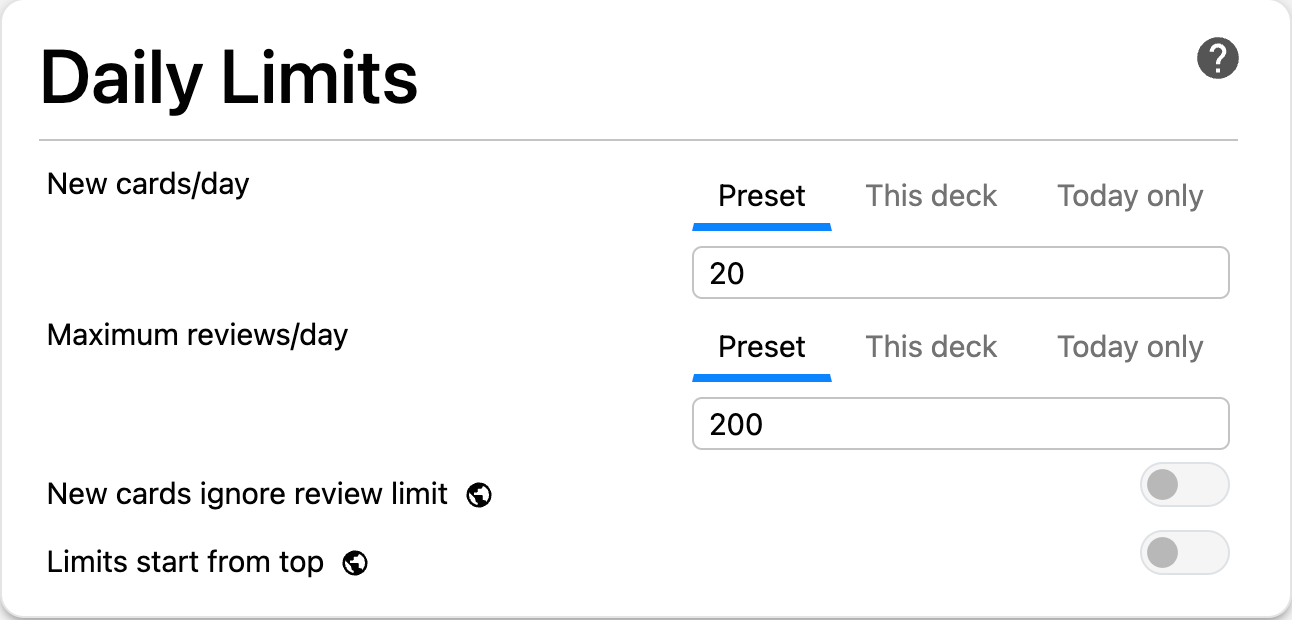 Daily Limits
New cards/day
Preset This deck Today only
20
Maximum reviews/day
Preset This deck Today only
200
New cards ignore review limit
Limits start from top